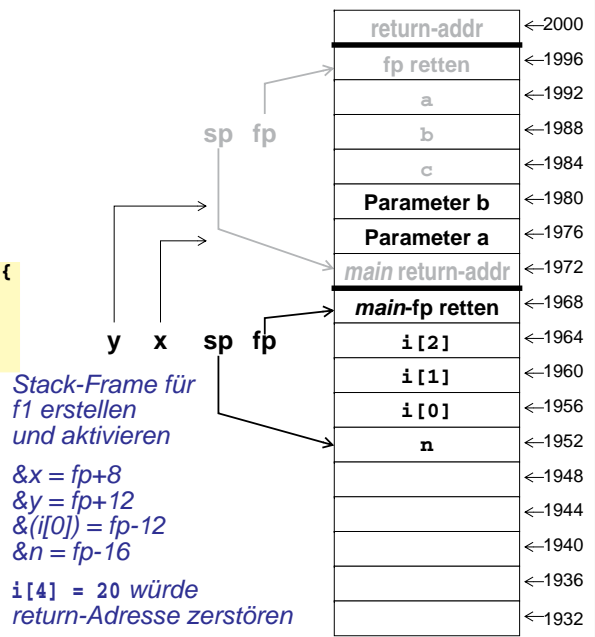 return-addr ←2000
fp retten ←1996
a ←1992
sp fp b ←1988
c ←1984
Parameter b ←1980
Parameter a ←1976
{ main return-addr ←1972
main-fp retten ←1968
y x sp fp i[2] ←1964
i[1] ←1960
i[0] ←1956
n ←1952
←1948
←1944
←1940
←1936
←1932
Stack-Frame für
f1 erstellen
und aktivieren
&x = fp+8
&y = fp+12
&(i[0]) = fp-12
&n = fp-16
i[4] = 20 würde
return-Adresse zerstören